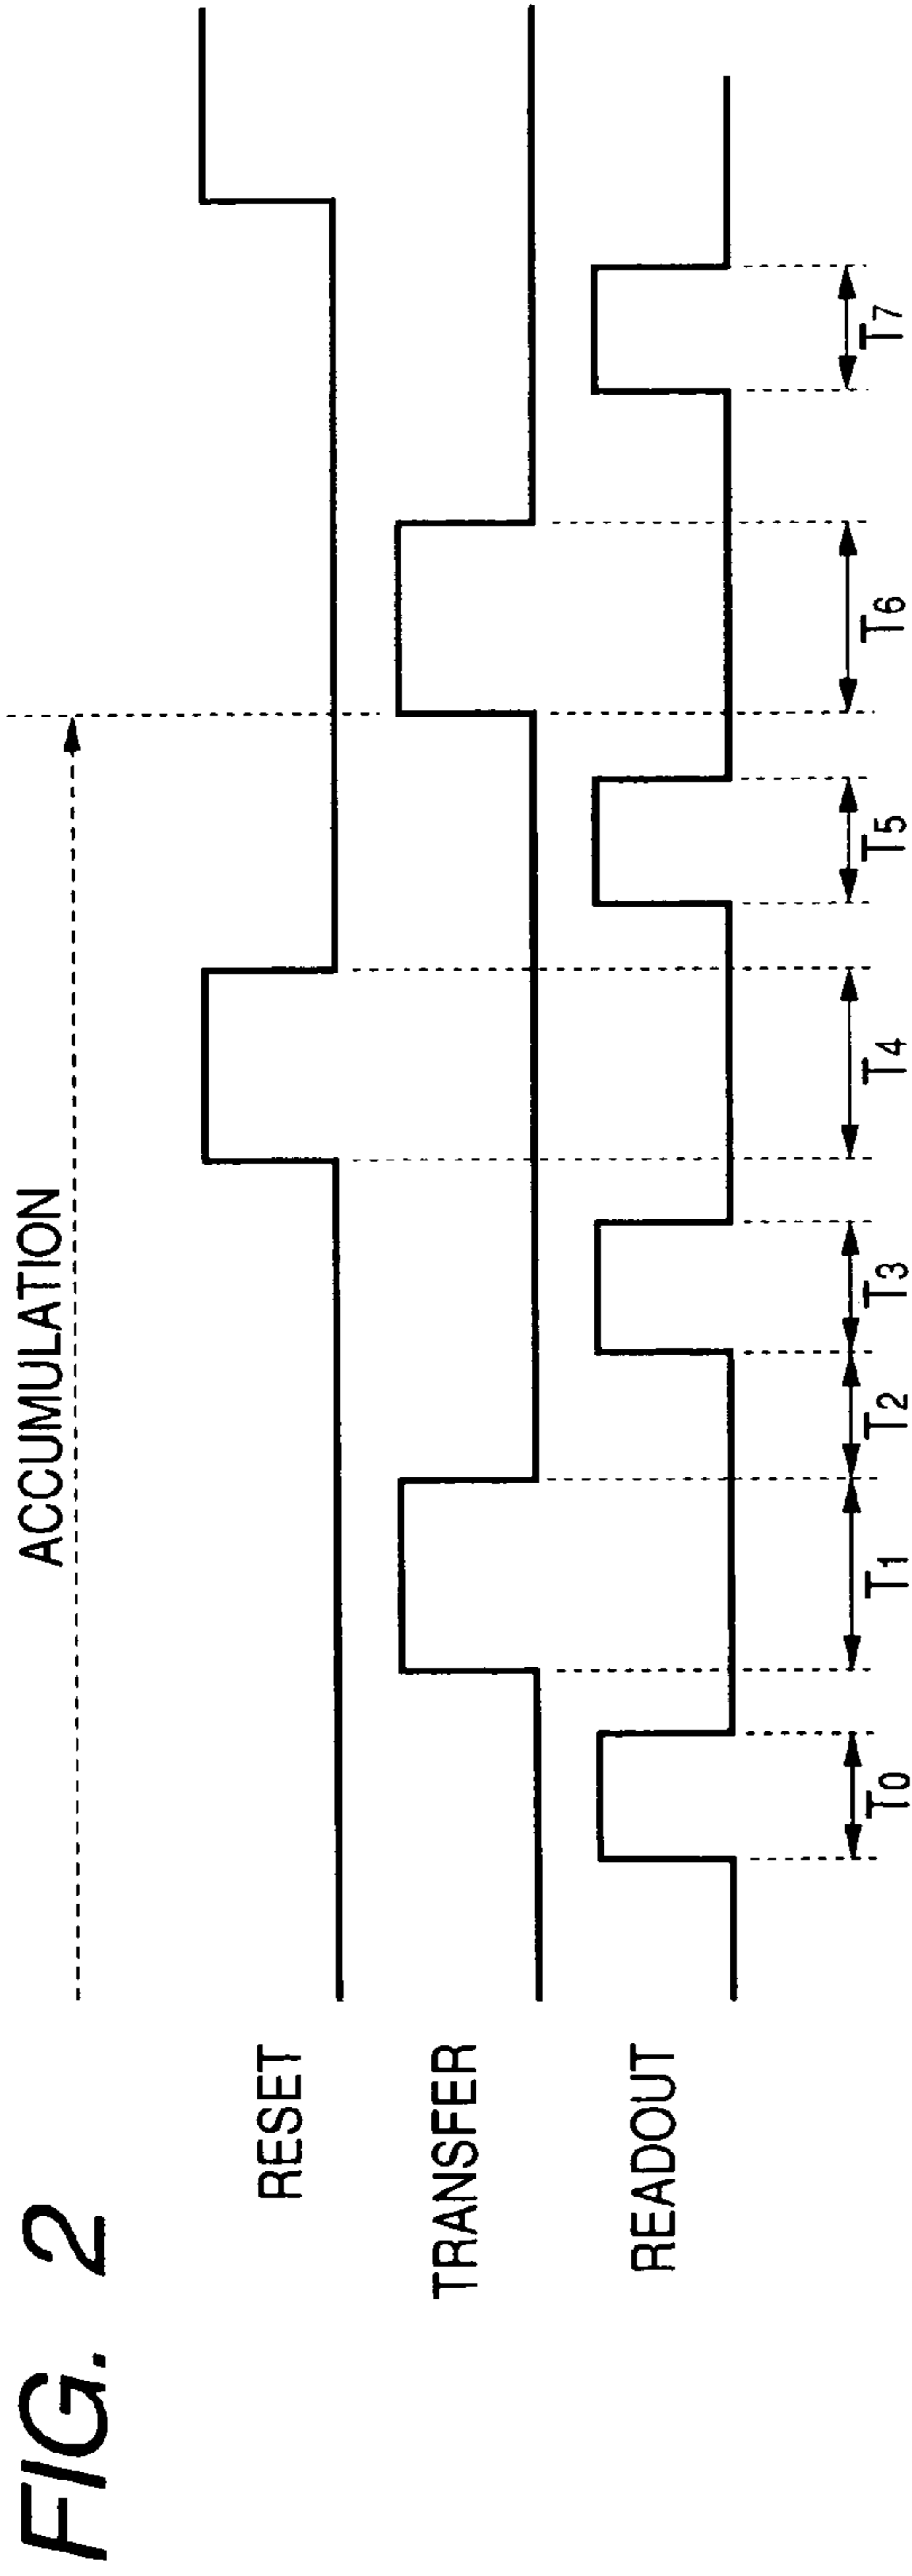 FIG. 2
ACCUMULATION
RESET
TRANSFER
READOUT
T0 T1 T2 T3 T4 T5 T6 T7